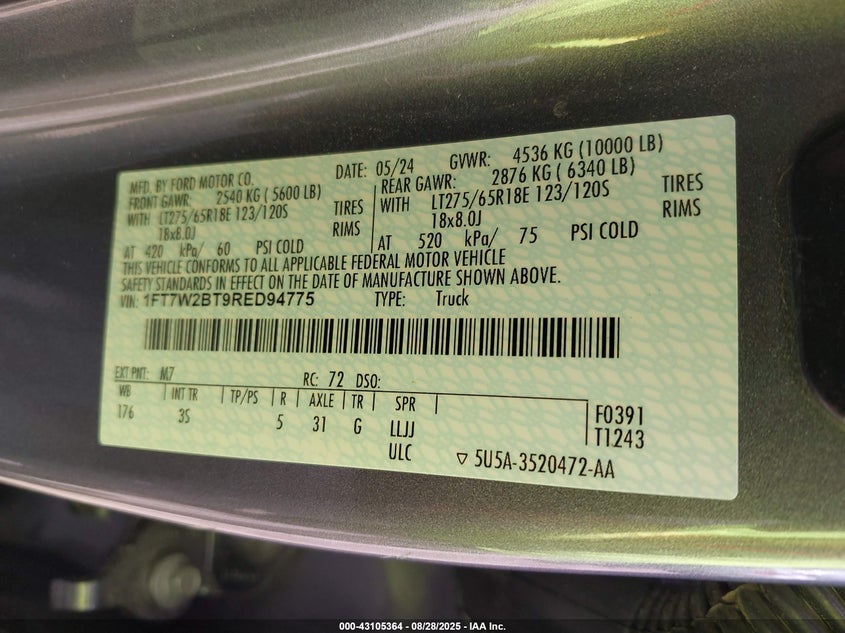 MFD. BY FORD MOTOR CO.
DATE: 05/24 GVWR: 4536 KG (10000 LB)
FRONT GAWR: 2540 KG ( 5600 LB)
REAR GAWR: 2876 KG ( 6340 LB)
WITH LT275/65R18E 123/120S TIRES
WITH LT275/65R18E 123/120S TIRES
18x8.0J RIMS
18x8.0J RIMS
AT 420 kPa/ 60 PSI COLD
AT 520 kPa/ 75 PSI COLD
THIS VEHICLE CONFORMS TO ALL APPLICABLE FEDERAL MOTOR VEHICLE
SAFETY STANDARDS IN EFFECT ON THE DATE OF MANUFACTURE SHOWN ABOVE.
VIN: 1FT7W2BT9RED94775 TYPE: Truck
EXT PNT: M7 RC: 72 DSO:
WB INT TR TP/PS R AXLE TR SPR
176 3S 5 31 G LLJJ
ULC
F0391
T1243
5U5A-3520472-AA
000-43105364 | 08/28/2025 - IAA Inc.